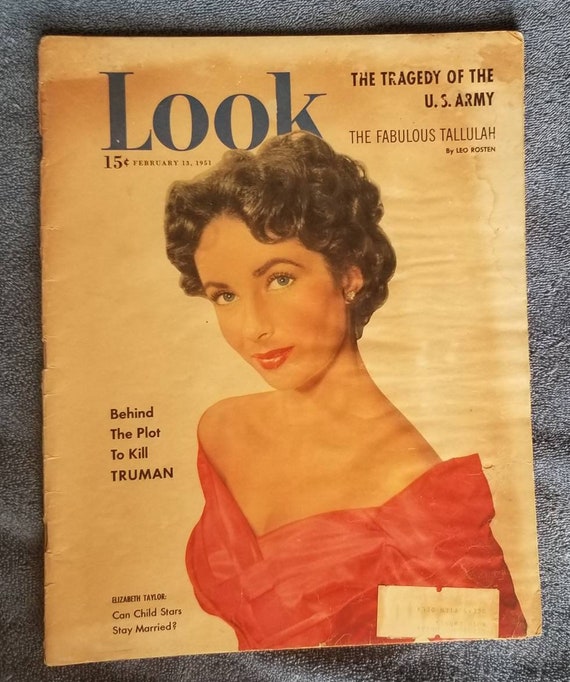 Look
15¢ FEBRUARY 13, 1951
THE TRAGEDY OF THE
U.S. ARMY
THE FABULOUS TALLULAH
By LEO ROSTEN
Behind
The Plot
To Kill
TRUMAN
ELIZABETH TAYLOR:
Can Child Stars
Stay Married?